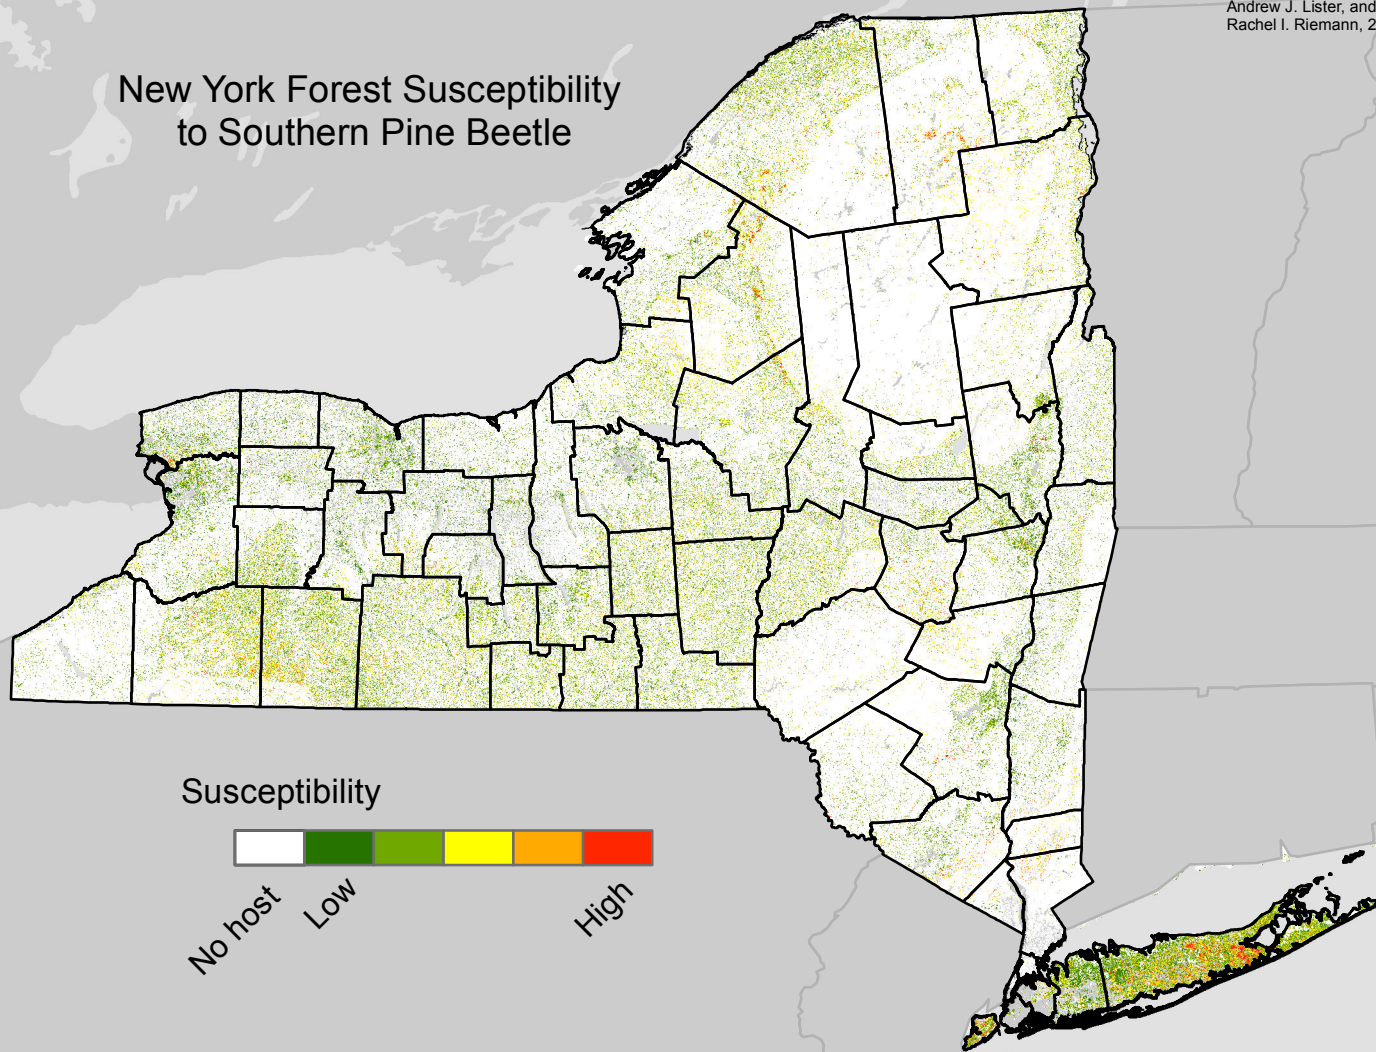 Andrew J. Lister, and
Rachel I. Riemann, 2
New York Forest Susceptibility
to Southern Pine Beetle
Susceptibility
No host
Low
High